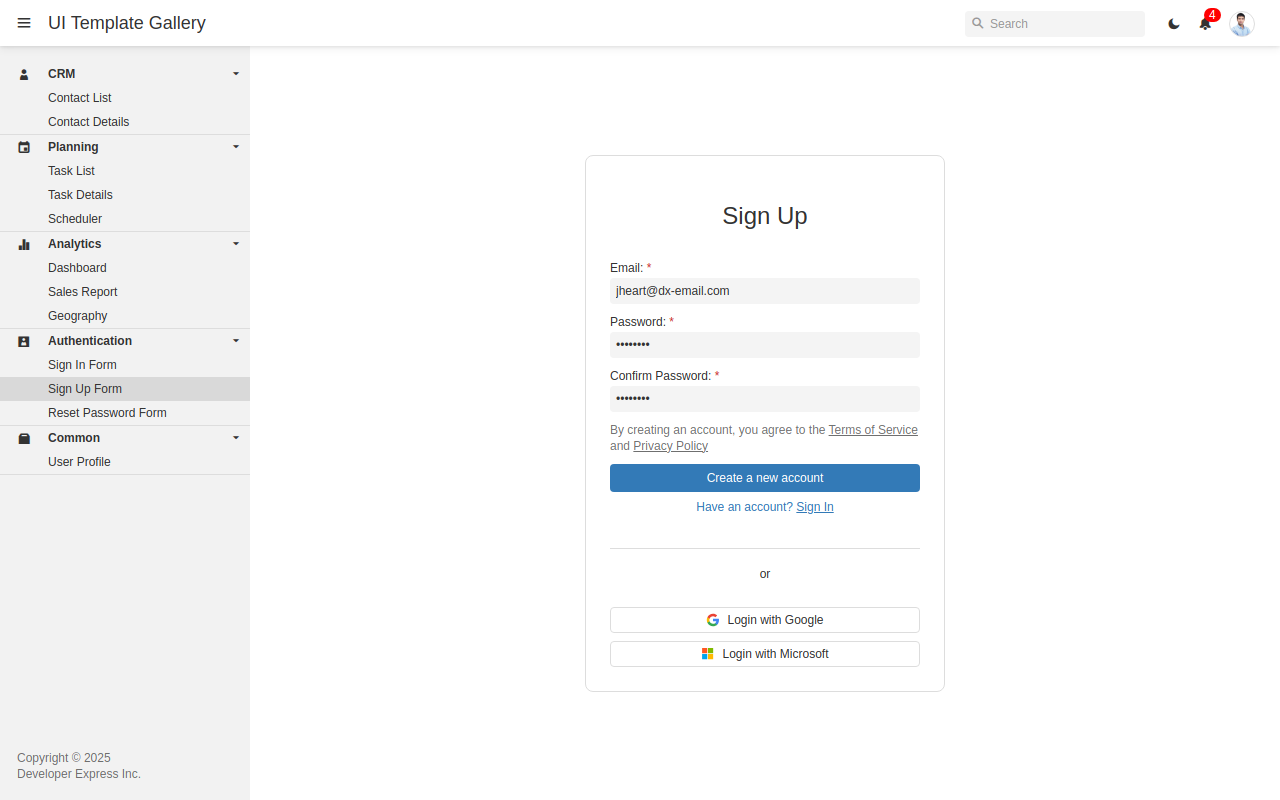 UI Template Gallery
Search
4
CRM
Contact List
Contact Details
Planning
Task List
Task Details
Scheduler
Analytics
Dashboard
Sales Report
Geography
Authentication
Sign In Form
Sign Up Form
Reset Password Form
Common
User Profile
Copyright © 2025
Developer Express Inc.
Sign Up
Email: *
jheart@dx-email.com
Password: *
••••••••
Confirm Password: *
••••••••
By creating an account, you agree to the Terms of Service
and Privacy Policy
Create a new account
Have an account? Sign In
or
Login with Google
Login with Microsoft